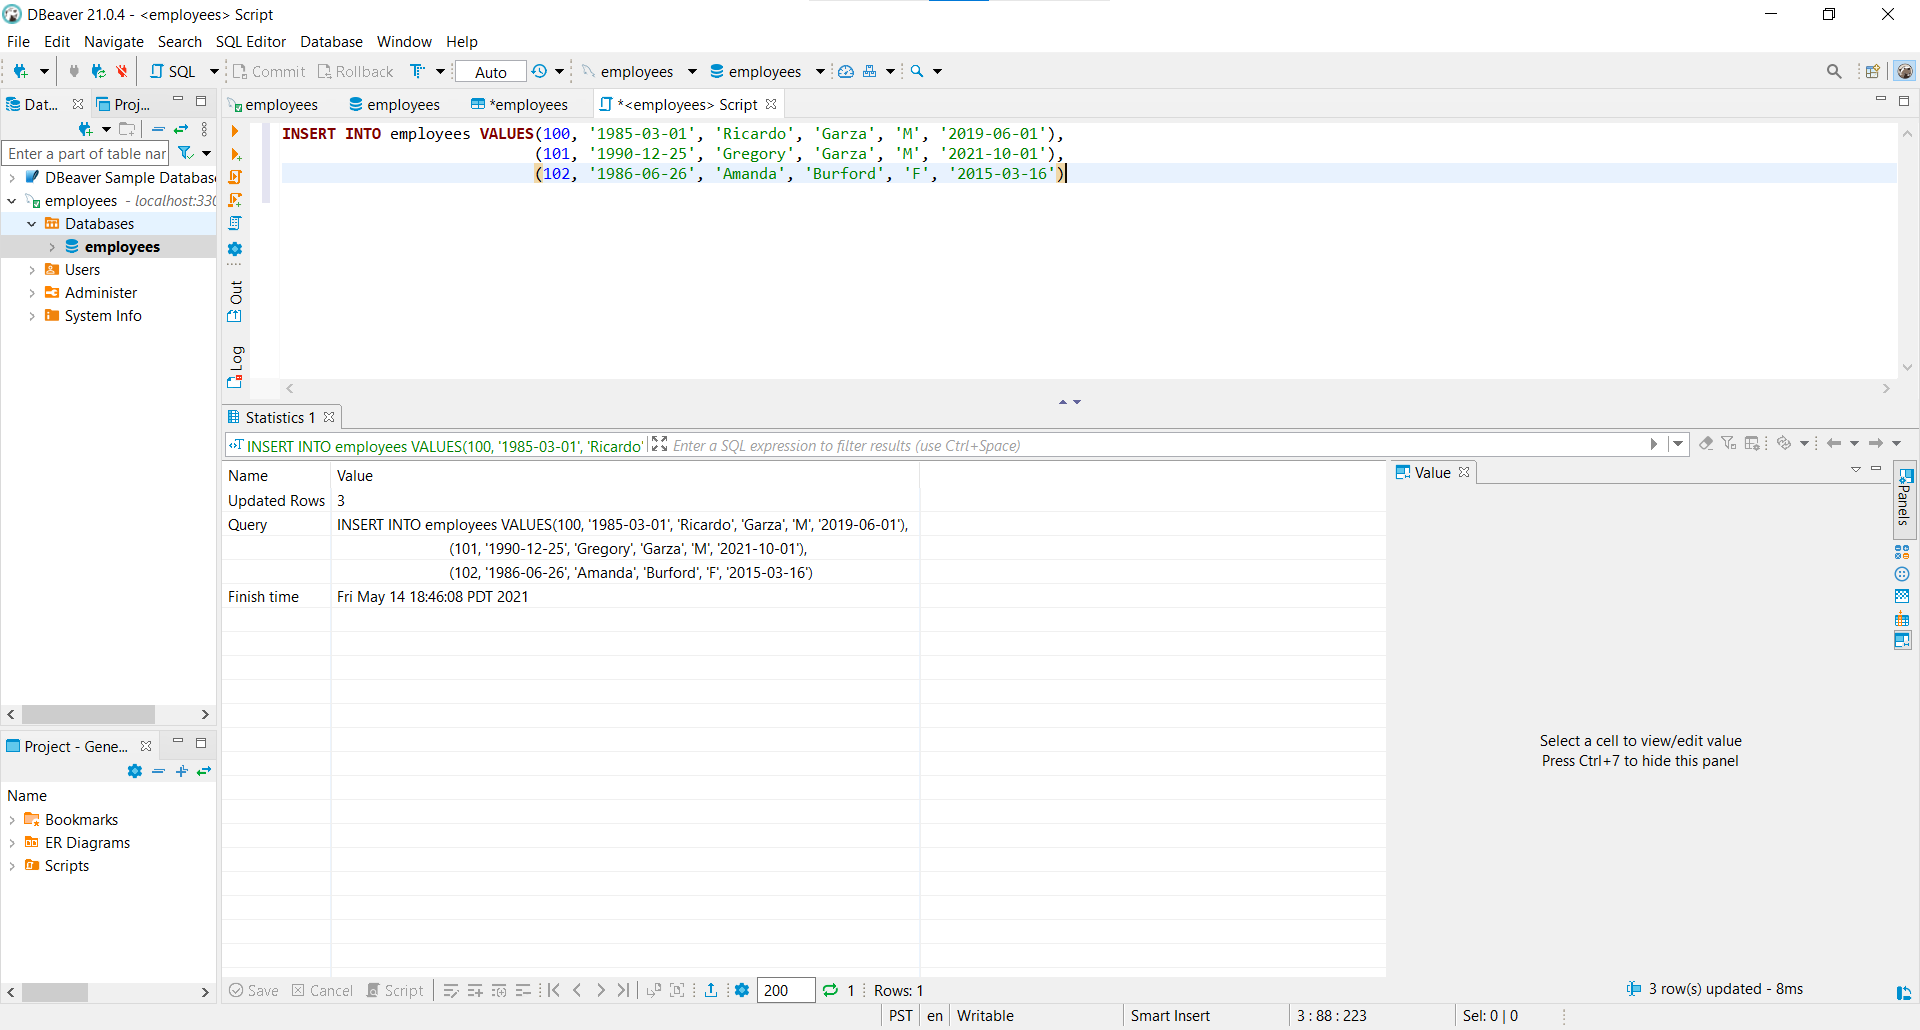 DBeaver 21.0.4 - <employees> Script
File Edit Navigate Search SQL Editor Database Window Help
SQL Commit Rollback Auto employees employees
Dat... Proj... employees employees *employees *<employees> Script
Enter a part of table nar
DBeaver Sample Databas
employees - localhost:330
Databases
employees
Users
Administer
System Info
Out
Log
INSERT INTO employees VALUES(100, '1985-03-01', 'Ricardo', 'Garza', 'M', '2019-06-01'),
(101, '1990-12-25', 'Gregory', 'Garza', 'M', '2021-10-01'),
(102, '1986-06-26', 'Amanda', 'Burford', 'F', '2015-03-16')
Statistics 1
INSERT INTO employees VALUES(100, '1985-03-01', 'Ricardo' Enter a SQL expression to filter results (use Ctrl+Space)
Name Value
Updated Rows 3
Query INSERT INTO employees VALUES(100, '1985-03-01', 'Ricardo', 'Garza', 'M', '2019-06-01'),
(101, '1990-12-25', 'Gregory', 'Garza', 'M', '2021-10-01'),
(102, '1986-06-26', 'Amanda', 'Burford', 'F', '2015-03-16')
Finish time Fri May 14 18:46:08 PDT 2021
Value
Panels
Select a cell to view/edit value
Press Ctrl+7 to hide this panel
Project - Gene...
Name
Bookmarks
ER Diagrams
Scripts
Save Cancel Script 200 1 Rows: 1
3 row(s) updated - 8ms
PST en Writable Smart Insert 3 : 88 : 223 Sel: 0 | 0